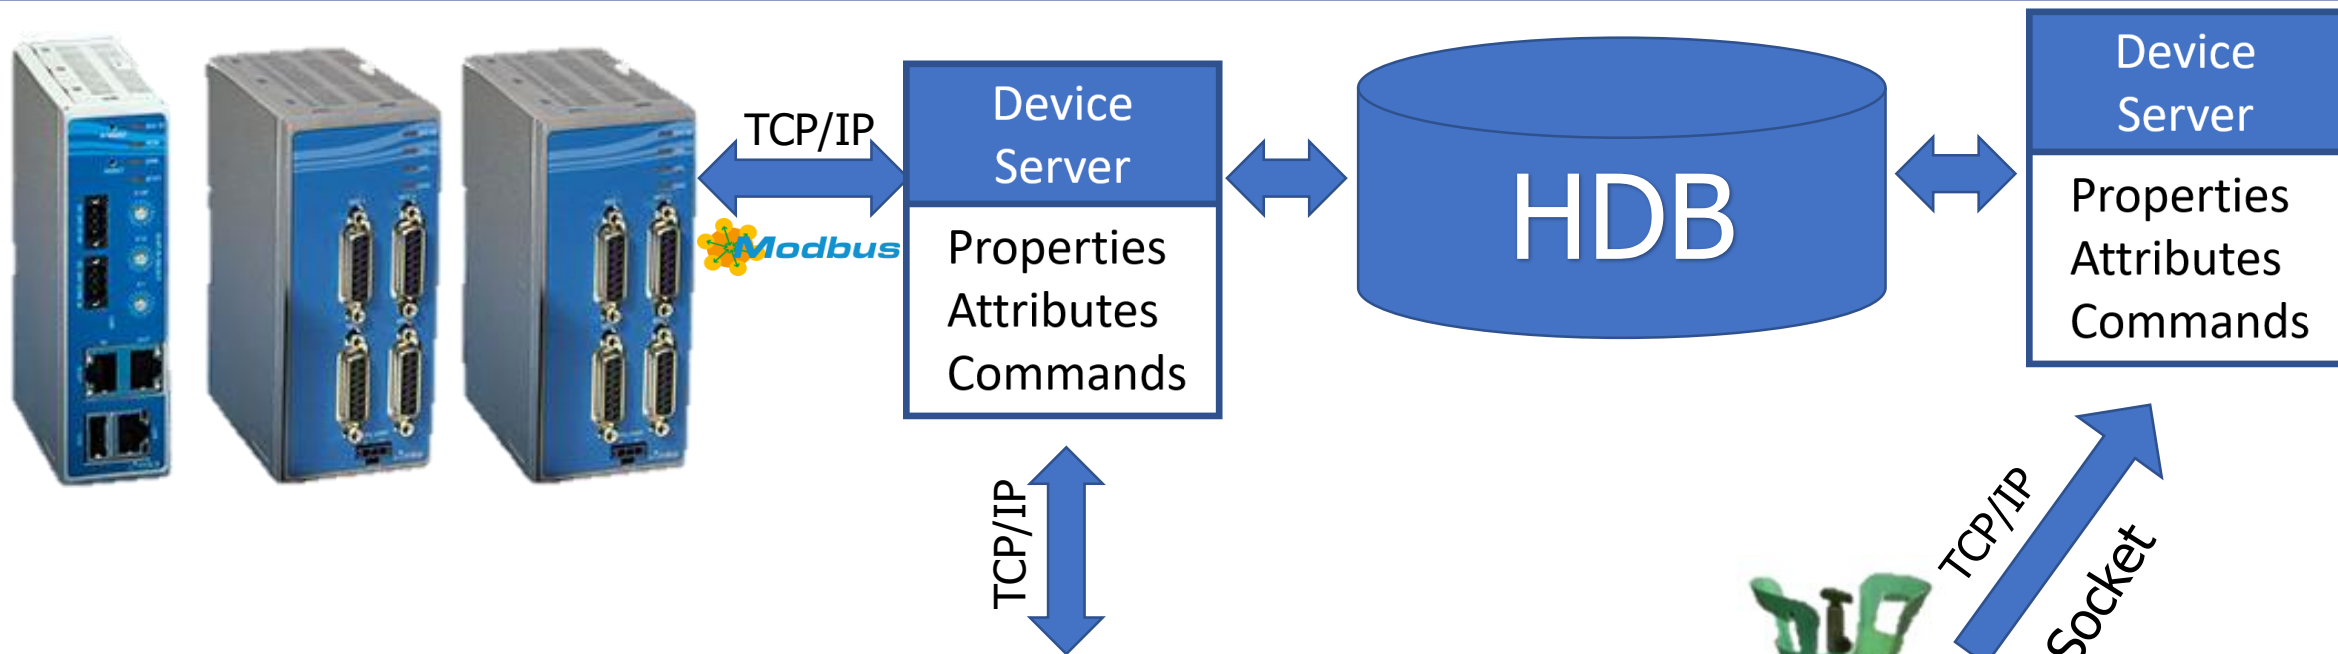 TCP/IP
Modbus
Device
Server
Properties
Attributes
Commands
TCP/IP
HDB
Device
Server
Properties
Attributes
Commands
TCP/IP
Socket